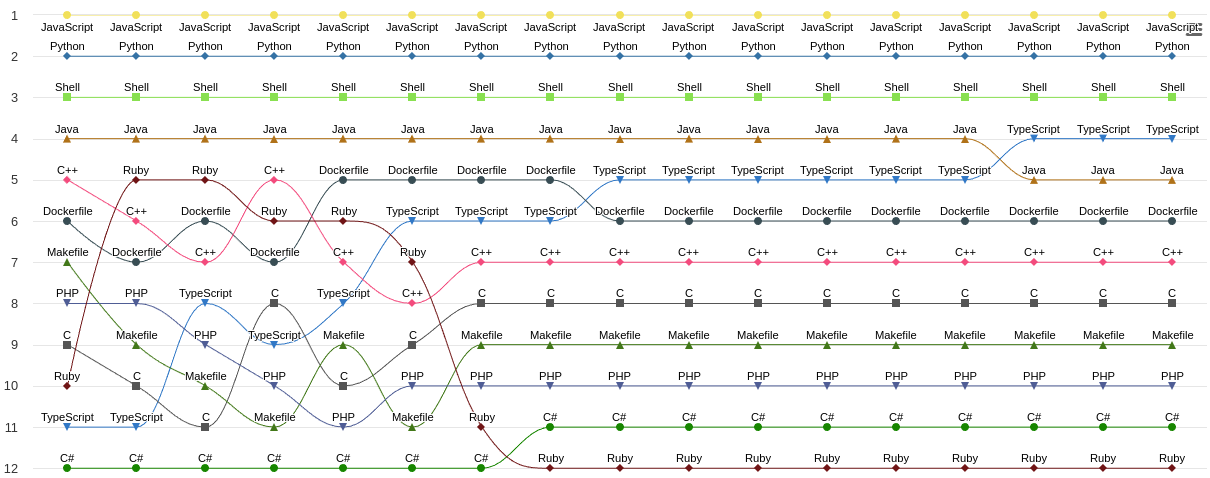 1
JavaScript JavaScript JavaScript JavaScript JavaScript JavaScript JavaScript JavaScript JavaScript JavaScript JavaScript JavaScript JavaScript JavaScript JavaScript JavaScript JavaScript
Python Python Python Python Python Python Python Python Python Python Python Python Python Python Python Python Python
2
Shell Shell Shell Shell Shell Shell Shell Shell Shell Shell Shell Shell Shell Shell Shell Shell Shell
3
Java Java Java Java Java Java Java Java Java Java Java Java Java Java TypeScript TypeScript TypeScript
4
C++ Ruby Ruby C++ Dockerfile Dockerfile Dockerfile Dockerfile TypeScript TypeScript TypeScript TypeScript TypeScript TypeScript Java Java Java
5
Dockerfile C++ Dockerfile Ruby Ruby TypeScript TypeScript TypeScript Dockerfile Dockerfile Dockerfile Dockerfile Dockerfile Dockerfile Dockerfile Dockerfile Dockerfile
6
Makefile Dockerfile C++ Dockerfile C++ Ruby C++ C++ C++ C++ C++ C++ C++ C++ C++ C++ C++
7
PHP PHP TypeScript C TypeScript C++ C C C C C C C C C C C
8
C Makefile PHP TypeScript Makefile C Makefile Makefile Makefile Makefile Makefile Makefile Makefile Makefile Makefile Makefile Makefile
9
Ruby C Makefile PHP C PHP PHP PHP PHP PHP PHP PHP PHP PHP PHP PHP PHP
10
TypeScript TypeScript C Makefile PHP Makefile Ruby C# C# C# C# C# C# C# C# C# C#
11
C# C# C# C# C# C# C# Ruby Ruby Ruby Ruby Ruby Ruby Ruby Ruby Ruby Ruby
12